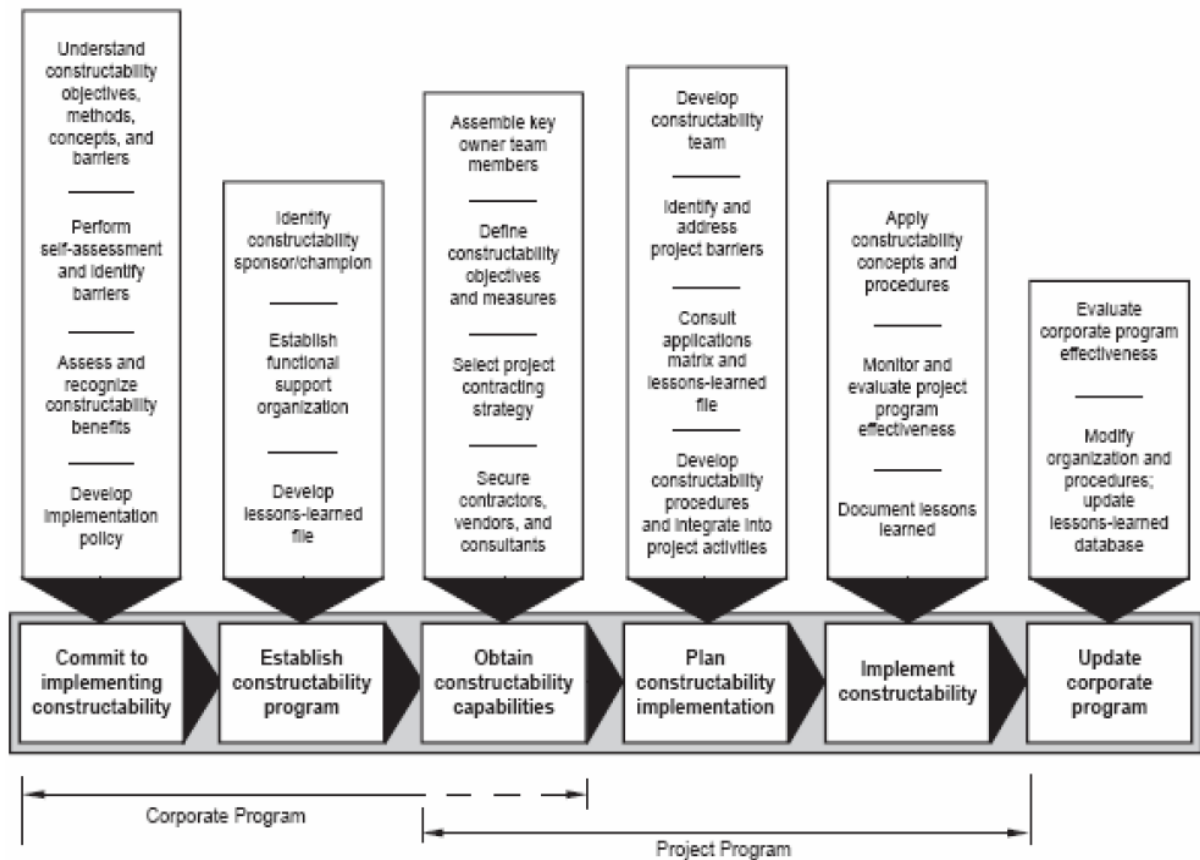 Understand
constructability
objectives,
methods,
concepts, and
barriers
Perform
self-assessment
and identify
barriers
Assess and
recognize
constructability
benefits
Develop
implementation
policy
Identify
constructability
sponsor/champion
Establish
functional
support
organization
Develop
lessons-learned
file
Assemble key
owner team
members
Define
constructability
objectives
and measures
Select project
contracting
strategy
Secure
contractors,
vendors, and
consultants
Develop
constructability
team
Identify and
address
project barriers
Consult
applications
matrix and
lessons-learned
file
Develop
constructability
procedures
and integrate into
project activities
Apply
constructability
concepts and
procedures
Monitor and
evaluate project
program
effectiveness
Document lessons
learned
Evaluate
corporate program
effectiveness
Modify
organization and
procedures;
update
lessons-learned
database
Commit to
implementing
constructability
Establish
constructability
program
Obtain
constructability
capabilities
Plan
constructability
implementation
Implement
constructability
Update
corporate
program
Corporate Program
Project Program